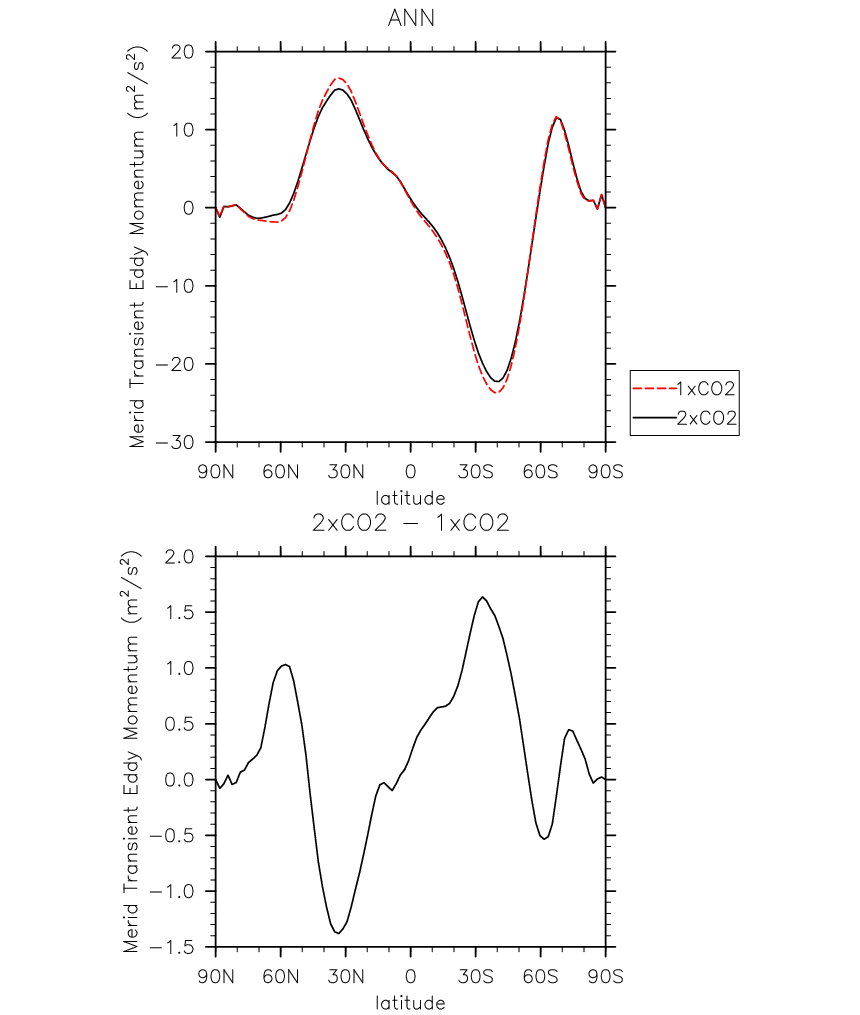 ANN
Merid Transient Eddy Momentum (m²/s²)
20
10
0
−10
−20
−30
90N 60N 30N 0 30S 60S 90S
latitude
1xCO2
2xCO2
2xCO2 − 1xCO2
Merid Transient Eddy Momentum (m²/s²)
2.0
1.5
1.0
0.5
0.0
−0.5
−1.0
−1.5
90N 60N 30N 0 30S 60S 90S
latitude